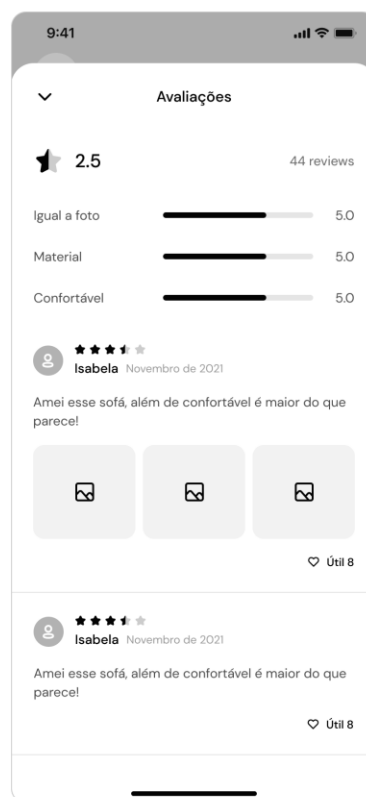 9:41
Avaliações
2.5
44 reviews
Igual a foto 5.0
Material 5.0
Confortável 5.0
Isabela Novembro de 2021
Amei esse sofá, além de confortável é maior do que
parece!
Útil 8
Isabela Novembro de 2021
Amei esse sofá, além de confortável é maior do que
parece!
Útil 8